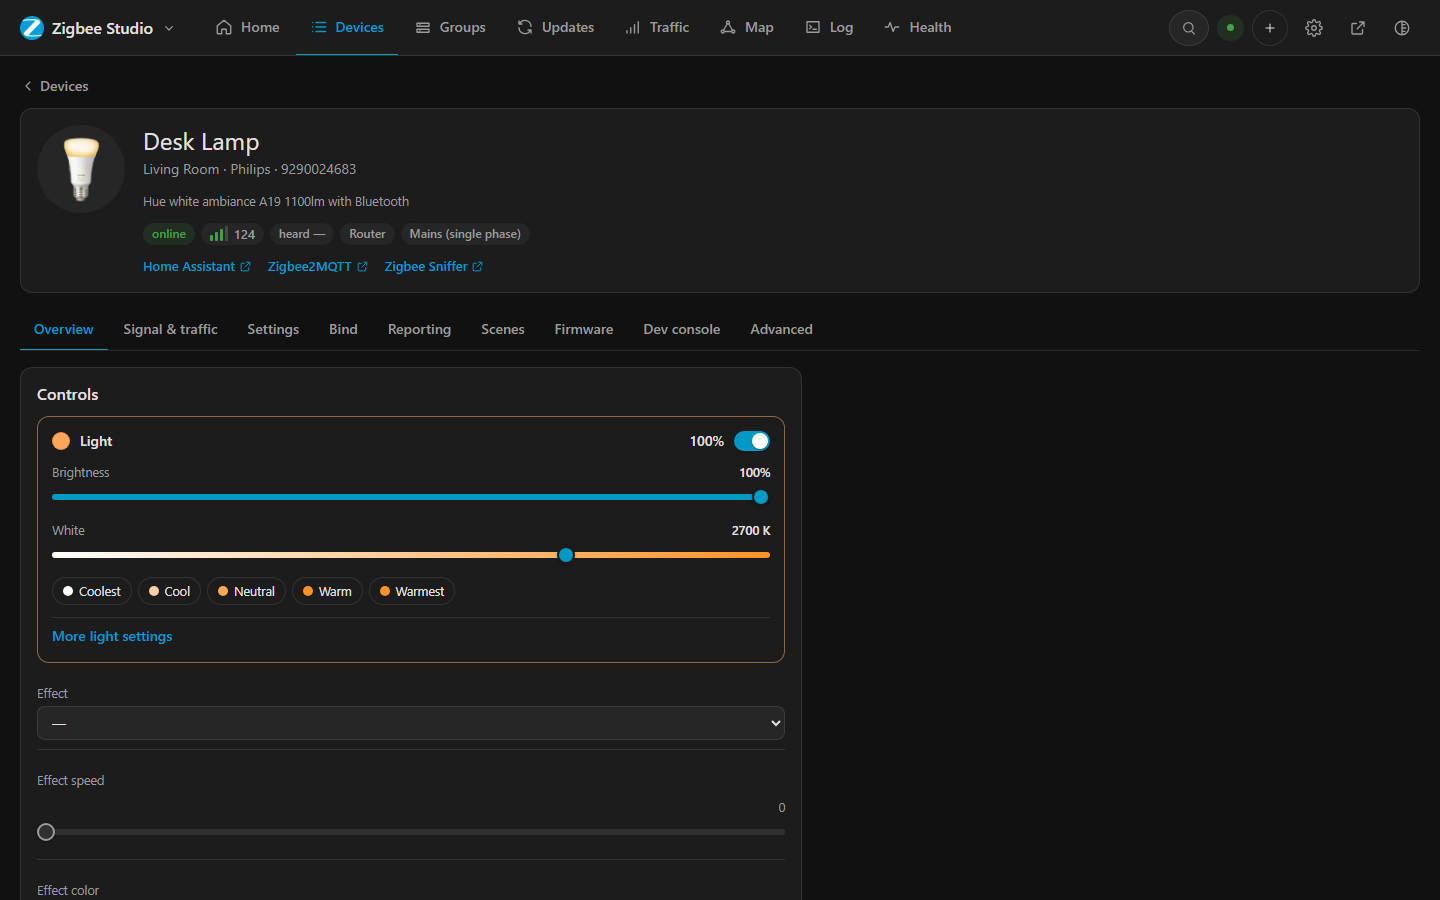 Zigbee Studio
Home
Devices
Groups
Updates
Traffic
Map
Log
Health
Devices
Desk Lamp
Living Room · Philips · 9290024683
Hue white ambiance A19 1100lm with Bluetooth
online
124
heard —
Router
Mains (single phase)
Home Assistant
Zigbee2MQTT
Zigbee Sniffer
Overview
Signal & traffic
Settings
Bind
Reporting
Scenes
Firmware
Dev console
Advanced
Controls
Light
100%
Brightness
100%
White
2700 K
Coolest
Cool
Neutral
Warm
Warmest
More light settings
Effect
—
Effect speed
0
Effect color